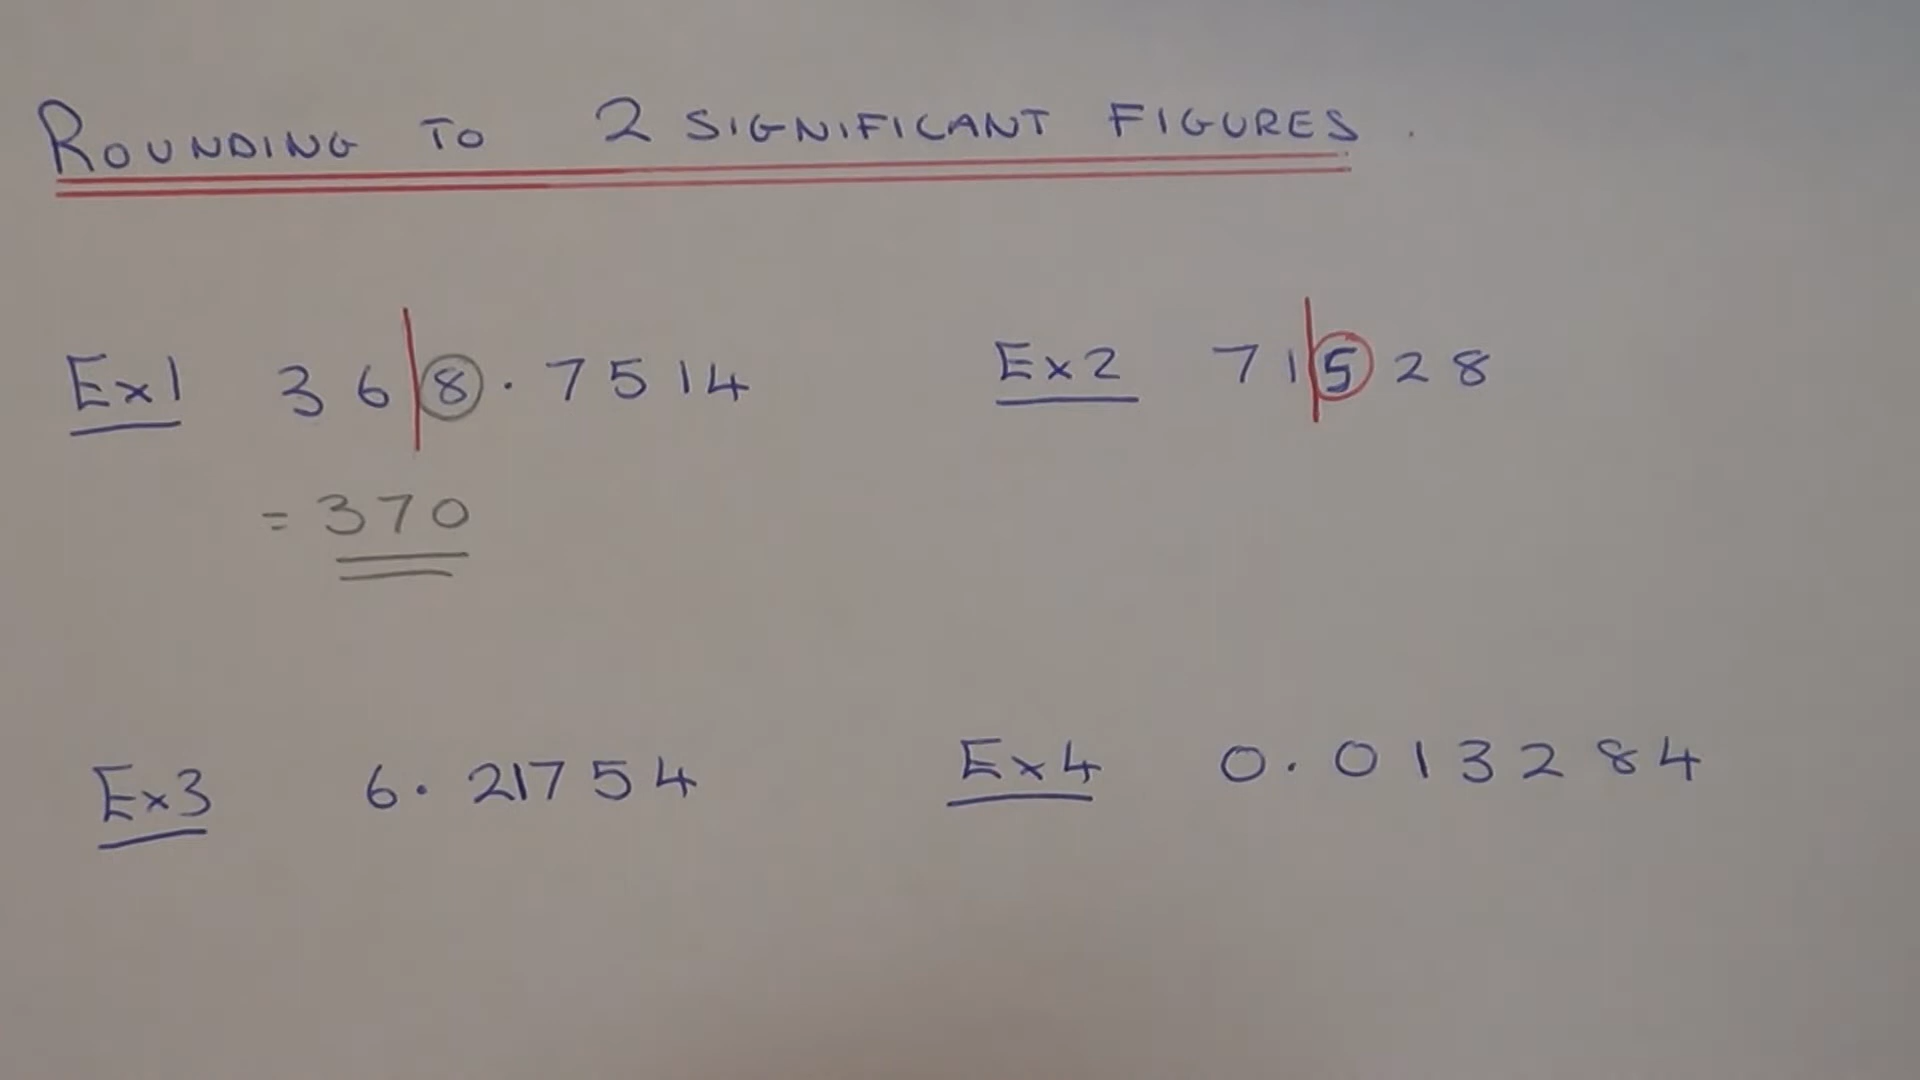 ROUNDING TO 2 SIGNIFICANT FIGURES.
Ex1 368.7514
= 370
Ex2 71528
Ex3 6.21754
Ex4 0.013284